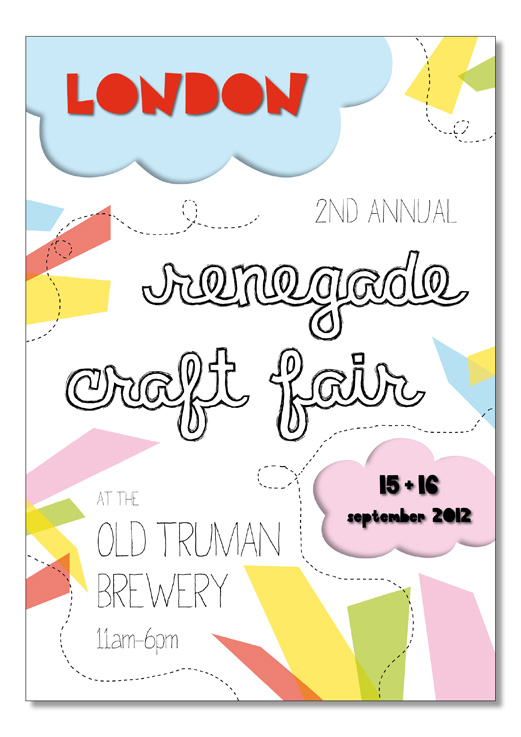 LONDON
2ND ANNUAL
renegade
craft fair
15 + 16
september 2012
AT THE
OLD TRUMAN
BREWERY
11am-6pm